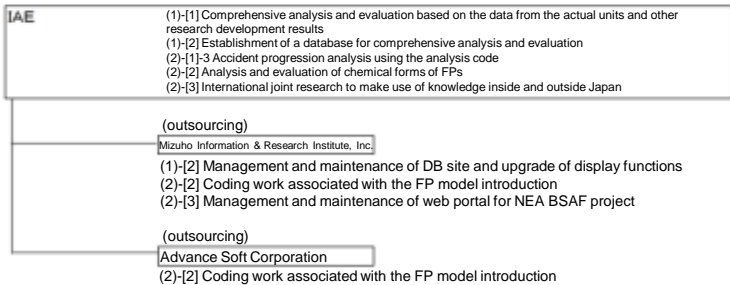 IAE
(1)-[1] Comprehensive analysis and evaluation based on the data from the actual units and other
research development results
(1)-[2] Establishment of a database for comprehensive analysis and evaluation
(2)-[1]-3 Accident progression analysis using the analysis code
(2)-[2] Analysis and evaluation of chemical forms of FPs
(2)-[3] International joint research to make use of knowledge inside and outside Japan
(outsourcing)
Mizuho Information & Research Institute, Inc.
(1)-[2] Management and maintenance of DB site and upgrade of display functions
(2)-[2] Coding work associated with the FP model introduction
(2)-[3] Management and maintenance of web portal for NEA BSAF project
(outsourcing)
Advance Soft Corporation
(2)-[2] Coding work associated with the FP model introduction